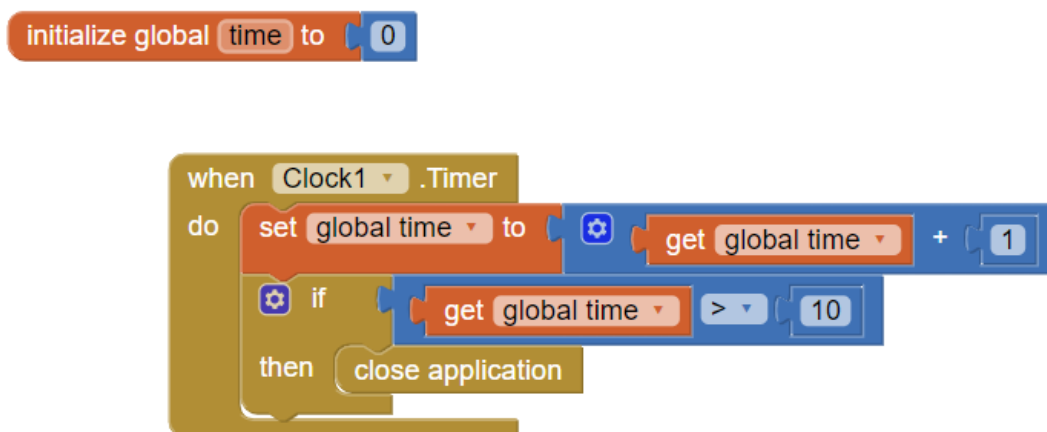 initialize global time to 0
when Clock1 .Timer
do set global time to get global time + 1
if get global time > 10
then close application